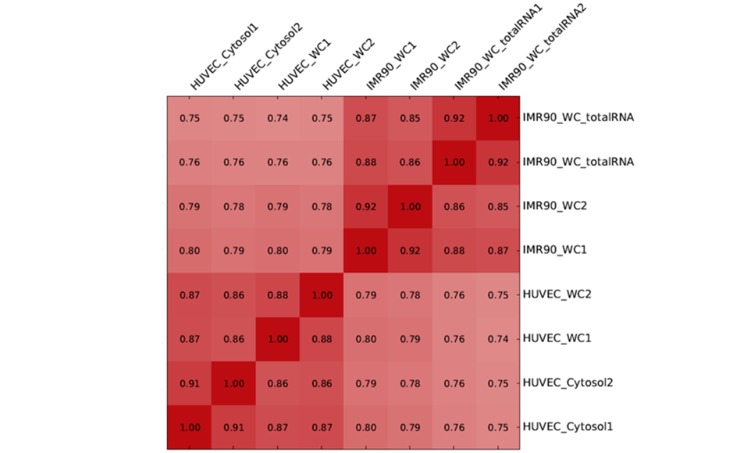 HUVEC_Cytosol1 HUVEC_Cytosol2 HUVEC_WC1 HUVEC_WC2 IMR90_WC1 IMR90_WC2 IMR90_WC_totalRNA1 IMR90_WC_totalRNA2
0.75 0.75 0.74 0.75 0.87 0.85 0.92 1.00 IMR90_WC_totalRNA
0.76 0.76 0.76 0.76 0.88 0.86 1.00 0.92 IMR90_WC_totalRNA
0.79 0.78 0.79 0.78 0.92 1.00 0.86 0.85 IMR90_WC2
0.80 0.79 0.80 0.79 1.00 0.92 0.88 0.87 IMR90_WC1
0.87 0.86 0.88 1.00 0.79 0.78 0.76 0.75 HUVEC_WC2
0.87 0.86 1.00 0.88 0.80 0.79 0.76 0.74 HUVEC_WC1
0.91 1.00 0.86 0.86 0.79 0.78 0.76 0.75 HUVEC_Cytosol2
1.00 0.91 0.87 0.87 0.80 0.79 0.76 0.75 HUVEC_Cytosol1